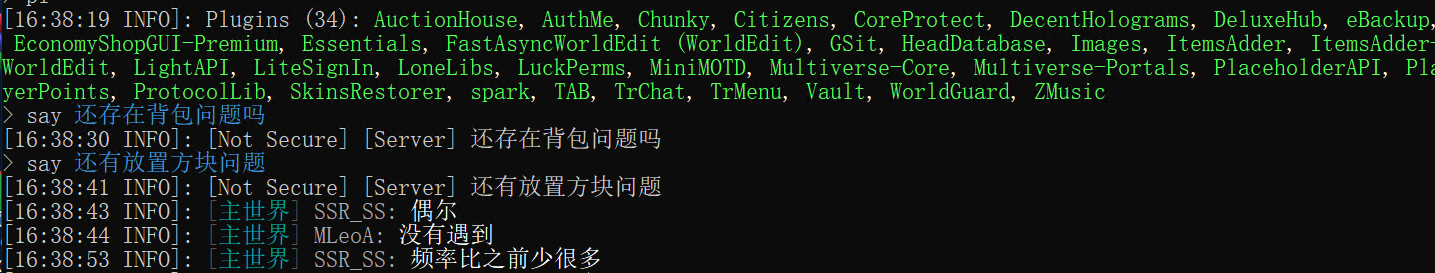 [16:38:19 INFO]: Plugins (34): AuctionHouse, AuthMe, Chunky, Citizens, CoreProtect, DecentHolograms, DeluxeHub, eBackup,
EconomyShopGUI-Premium, Essentials, FastAsyncWorldEdit (WorldEdit), GSit, HeadDatabase, Images, ItemsAdder, ItemsAdder-
WorldEdit, LightAPI, LiteSignIn, LoneLibs, LuckPerms, MiniMOTD, Multiverse-Core, Multiverse-Portals, PlaceholderAPI, Pla
yerPoints, ProtocolLib, SkinsRestorer, spark, TAB, TrChat, TrMenu, Vault, WorldGuard, ZMusic
> say 还存在背包问题吗
[16:38:30 INFO]: [Not Secure] [Server] 还存在背包问题吗
> say 还有放置方块问题
[16:38:41 INFO]: [Not Secure] [Server] 还有放置方块问题
[16:38:43 INFO]: [主世界] SSR_SS: 偶尔
[16:38:44 INFO]: [主世界] MLeoA: 没有遇到
[16:38:53 INFO]: [主世界] SSR_SS: 频率比之前少很多